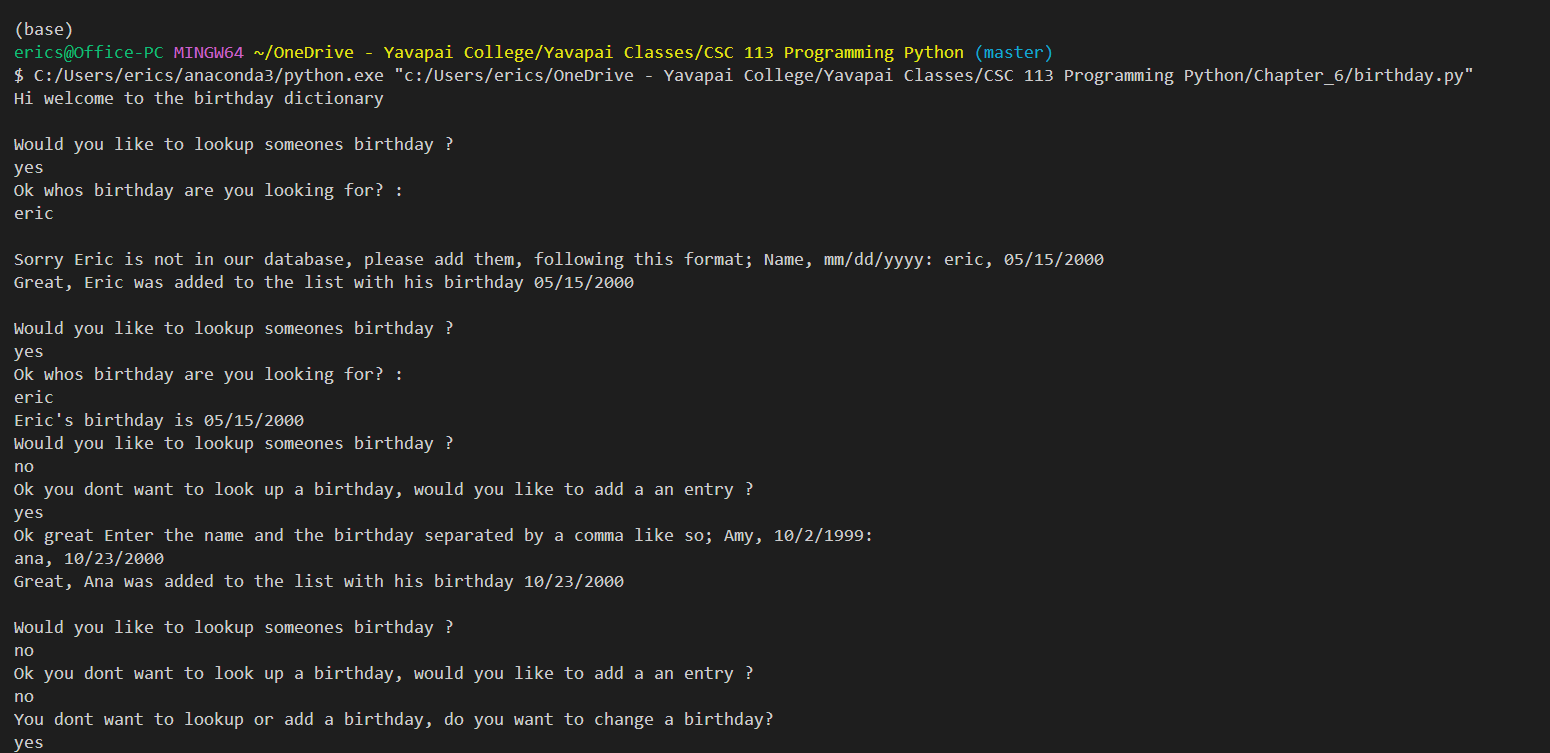 (base)
erics@Office-PC MINGW64 ~/OneDrive - Yavapai College/Yavapai Classes/CSC 113 Programming Python (master)
$ C:/Users/erics/anaconda3/python.exe "c:/Users/erics/OneDrive - Yavapai College/Yavapai Classes/CSC 113 Programming Python/Chapter_6/birthday.py"
Hi welcome to the birthday dictionary
Would you like to lookup someones birthday ?
yes
Ok whos birthday are you looking for? :
eric
Sorry Eric is not in our database, please add them, following this format; Name, mm/dd/yyyy: eric, 05/15/2000
Great, Eric was added to the list with his birthday 05/15/2000
Would you like to lookup someones birthday ?
yes
Ok whos birthday are you looking for? :
eric
Eric's birthday is 05/15/2000
Would you like to lookup someones birthday ?
no
Ok you dont want to look up a birthday, would you like to add a an entry ?
yes
Ok great Enter the name and the birthday separated by a comma like so; Amy, 10/2/1999:
ana, 10/23/2000
Great, Ana was added to the list with his birthday 10/23/2000
Would you like to lookup someones birthday ?
no
Ok you dont want to look up a birthday, would you like to add a an entry ?
no
You dont want to lookup or add a birthday, do you want to change a birthday?
yes